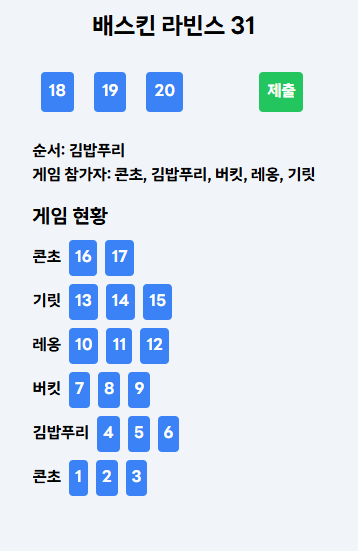 배스킨 라빈스 31
18 19 20 제출
순서: 김밥푸리
게임 참가자: 콘초, 김밥푸리, 버킷, 레옹, 기릿
게임 현황
콘초 16 17
기릿 13 14 15
레옹 10 11 12
버킷 7 8 9
김밥푸리 4 5 6
콘초 1 2 3